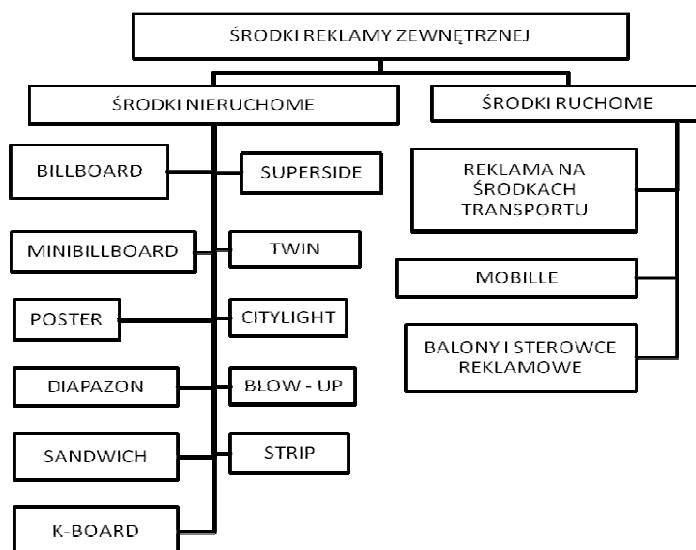 ŚRODKI REKLAMY ZEWNĘTRZNEJ
ŚRODKI NIERUCHOME
ŚRODKI RUCHOME
BILLBOARD
SUPERSIDE
MINIBILLBOARD
TWIN
POSTER
CITYLIGHT
DIAPAZON
BLOW - UP
SANDWICH
STRIP
K-BOARD
REKLAMA NA
ŚRODKACH
TRANSPORTU
MOBILLE
BALONY I STEROWCE
REKLAMOWE